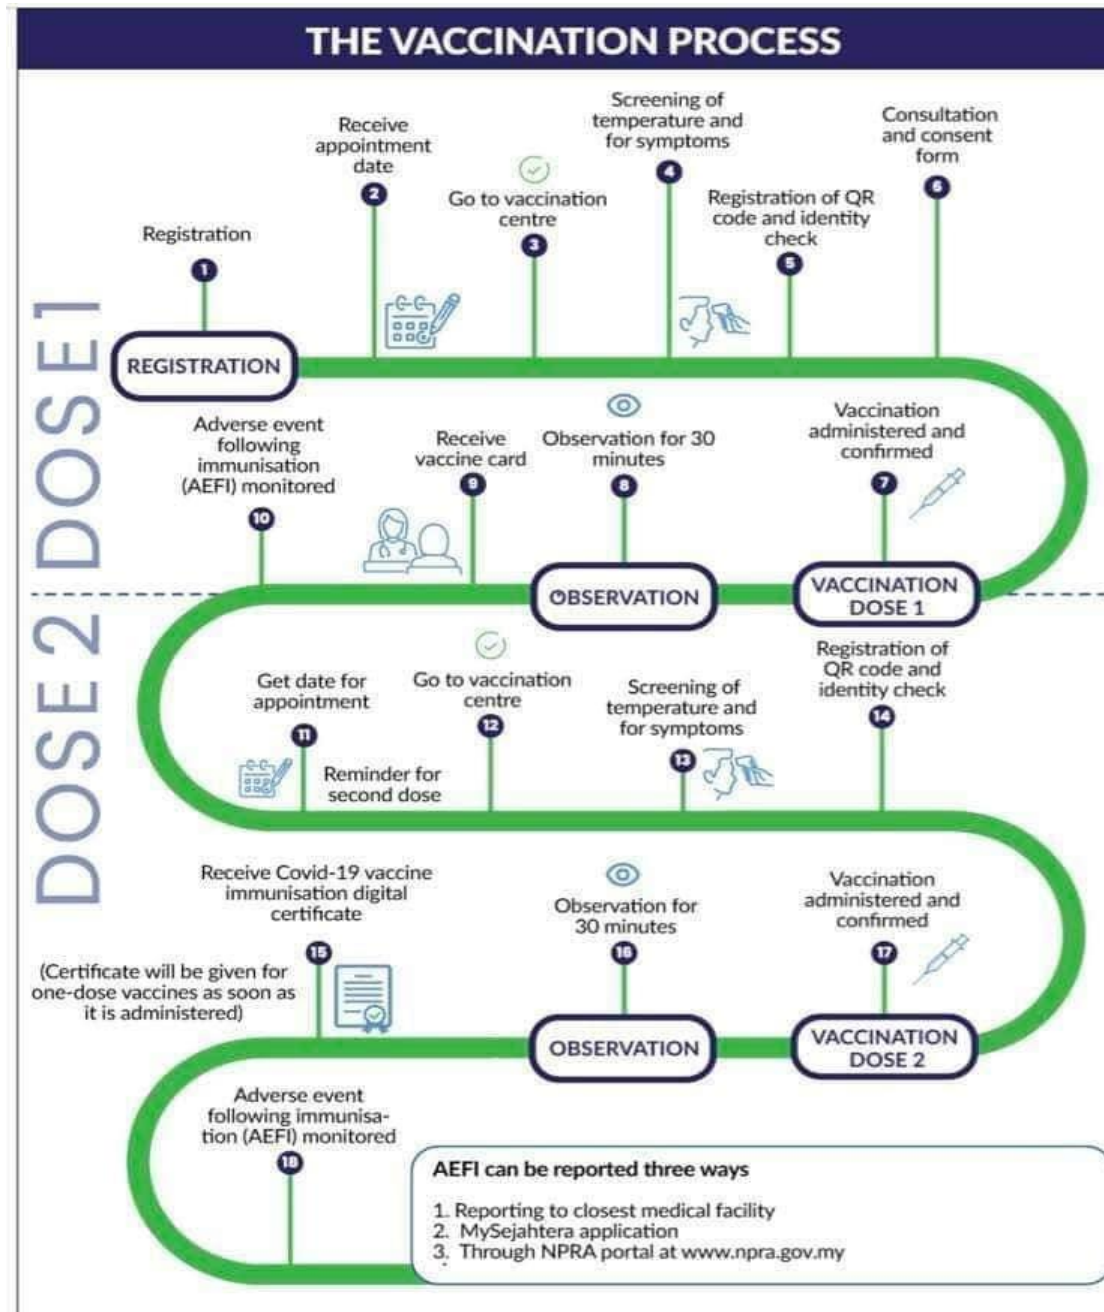 THE VACCINATION PROCESS
DOSE 1
Registration
1
REGISTRATION
Receive
appointment
date
2
Go to vaccination
centre
3
Screening of
temperature and
for symptoms
4
Registration of QR
code and identity
check
5
Consultation
and consent
form
6
Vaccination
administered and
confirmed
7
VACCINATION
DOSE 1
Observation for 30
minutes
8
OBSERVATION
Receive
vaccine card
9
Adverse event
following
immunisation
(AEFI) monitored
10
DOSE 2
Get date for
appointment
11
Reminder for
second dose
Go to vaccination
centre
12
Screening of
temperature and
for symptoms
13
Registration of
QR code and
identity check
14
Vaccination
administered and
confirmed
17
VACCINATION
DOSE 2
Observation for
30 minutes
16
OBSERVATION
Receive Covid-19 vaccine
immunisation digital
certificate
15
(Certificate will be given for
one-dose vaccines as soon as
it is administered)
Adverse event
following immunisa-
tion (AEFI) monitored
18
AEFI can be reported three ways
1. Reporting to closest medical facility
2. MySejahtera application
3. Through NPRA portal at www.npra.gov.my